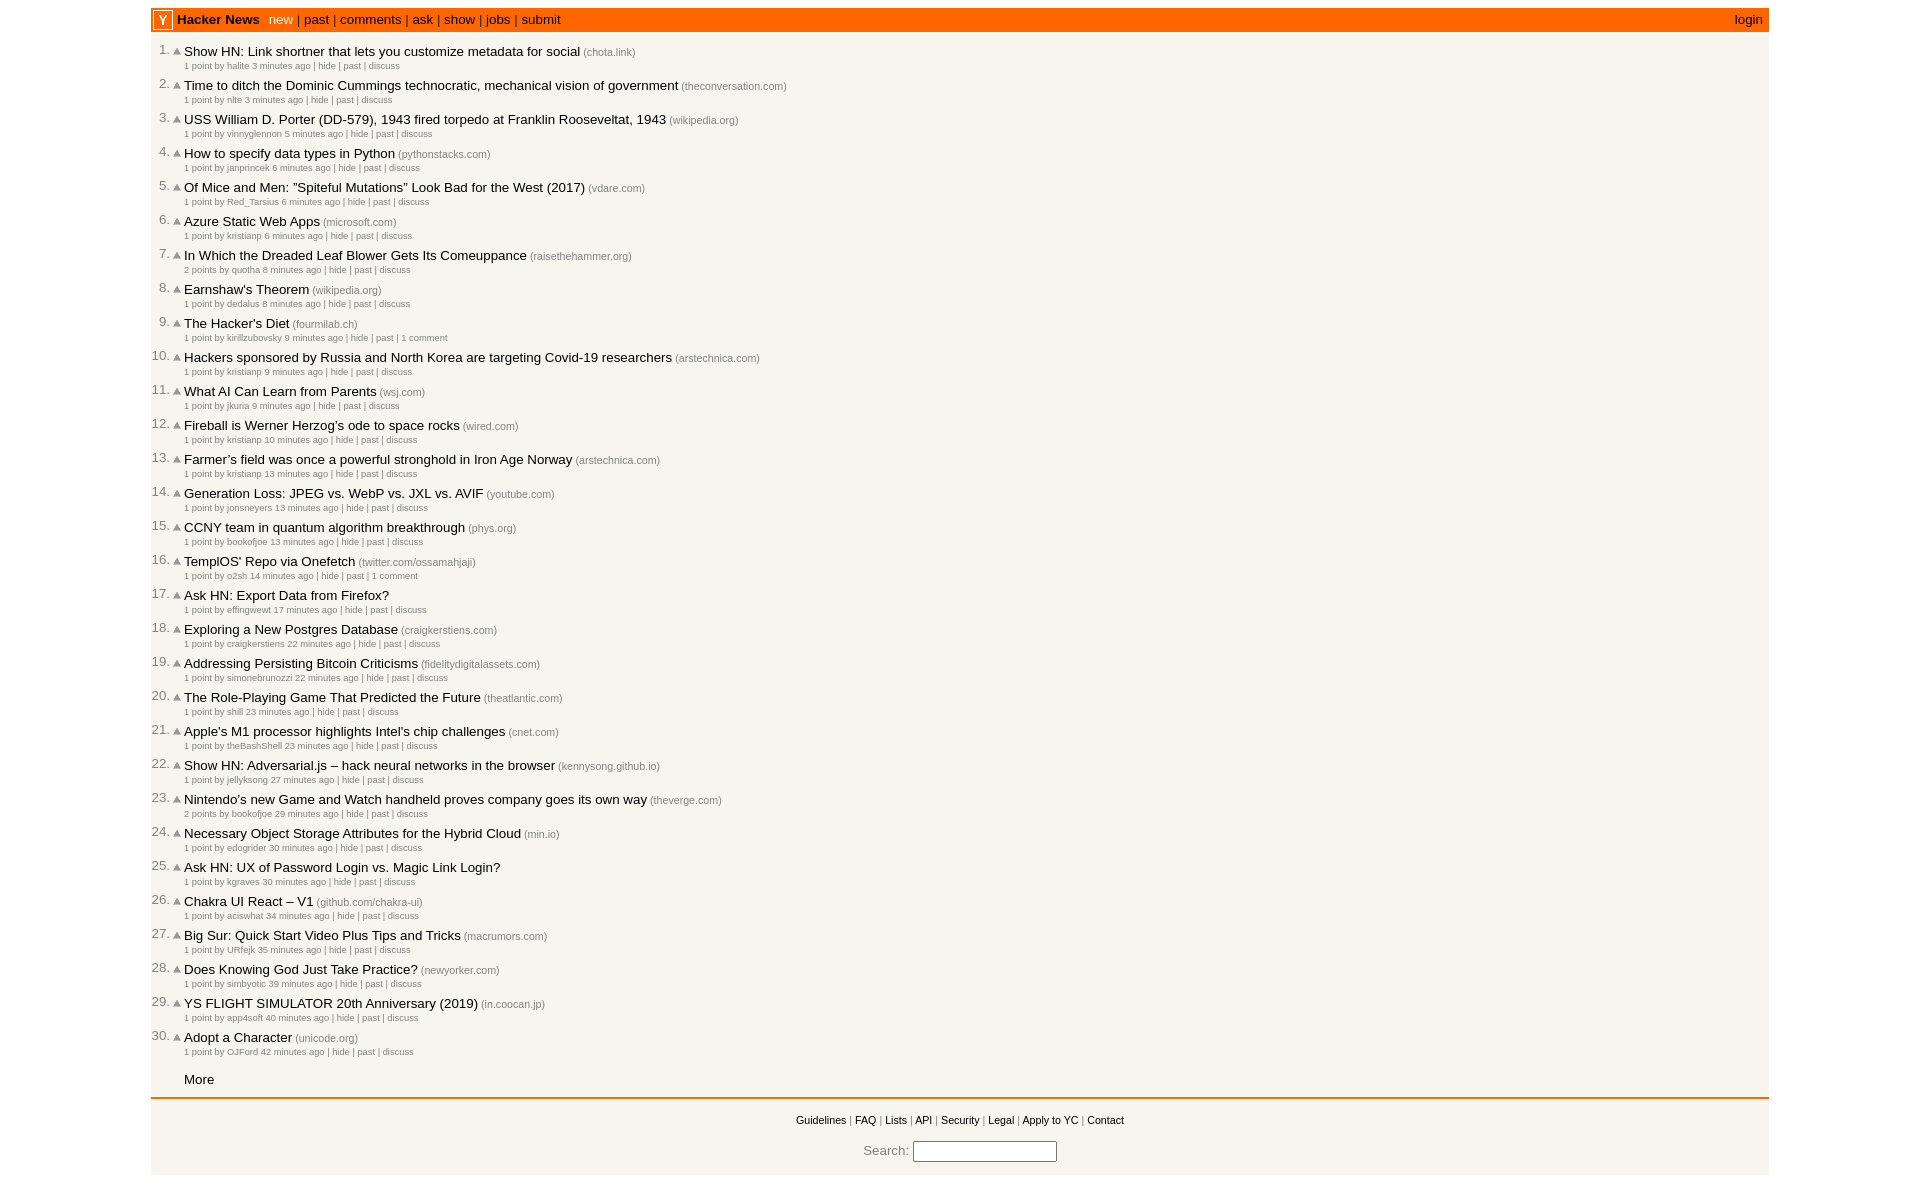 Y Hacker News new | past | comments | ask | show | jobs | submit login
1. Show HN: Link shortner that lets you customize metadata for social (chota.link)
1 point by halite 3 minutes ago | hide | past | discuss
2. Time to ditch the Dominic Cummings technocratic, mechanical vision of government (theconversation.com)
1 point by nlte 3 minutes ago | hide | past | discuss
3. USS William D. Porter (DD-579), 1943 fired torpedo at Franklin Rooseveltat, 1943 (wikipedia.org)
1 point by vinnyglennon 5 minutes ago | hide | past | discuss
4. How to specify data types in Python (pythonstacks.com)
1 point by janprincek 6 minutes ago | hide | past | discuss
5. Of Mice and Men: ”Spiteful Mutations” Look Bad for the West (2017) (vdare.com)
1 point by Red_Tarsius 6 minutes ago | hide | past | discuss
6. Azure Static Web Apps (microsoft.com)
1 point by kristianp 6 minutes ago | hide | past | discuss
7. In Which the Dreaded Leaf Blower Gets Its Comeuppance (raisethehammer.org)
2 points by quotha 8 minutes ago | hide | past | discuss
8. Earnshaw's Theorem (wikipedia.org)
1 point by dedalus 8 minutes ago | hide | past | discuss
9. The Hacker's Diet (fourmilab.ch)
1 point by kirillzubovsky 9 minutes ago | hide | past | 1 comment
10. Hackers sponsored by Russia and North Korea are targeting Covid-19 researchers (arstechnica.com)
1 point by kristianp 9 minutes ago | hide | past | discuss
11. What AI Can Learn from Parents (wsj.com)
1 point by jkuria 9 minutes ago | hide | past | discuss
12. Fireball is Werner Herzog’s ode to space rocks (wired.com)
1 point by kristianp 10 minutes ago | hide | past | discuss
13. Farmer’s field was once a powerful stronghold in Iron Age Norway (arstechnica.com)
1 point by kristianp 13 minutes ago | hide | past | discuss
14. Generation Loss: JPEG vs. WebP vs. JXL vs. AVIF (youtube.com)
1 point by jonsneyers 13 minutes ago | hide | past | discuss
15. CCNY team in quantum algorithm breakthrough (phys.org)
1 point by bookofjoe 13 minutes ago | hide | past | discuss
16. TemplOS' Repo via Onefetch (twitter.com/ossamahjaji)
1 point by o2sh 14 minutes ago | hide | past | 1 comment
17. Ask HN: Export Data from Firefox?
1 point by effingwewt 17 minutes ago | hide | past | discuss
18. Exploring a New Postgres Database (craigkerstiens.com)
1 point by craigkerstiens 22 minutes ago | hide | past | discuss
19. Addressing Persisting Bitcoin Criticisms (fidelitydigitalassets.com)
1 point by simonebrunozzi 22 minutes ago | hide | past | discuss
20. The Role-Playing Game That Predicted the Future (theatlantic.com)
1 point by shill 23 minutes ago | hide | past | discuss
21. Apple's M1 processor highlights Intel's chip challenges (cnet.com)
1 point by theBashShell 23 minutes ago | hide | past | discuss
22. Show HN: Adversarial.js – hack neural networks in the browser (kennysong.github.io)
1 point by jellyksong 27 minutes ago | hide | past | discuss
23. Nintendo’s new Game and Watch handheld proves company goes its own way (theverge.com)
2 points by bookofjoe 29 minutes ago | hide | past | discuss
24. Necessary Object Storage Attributes for the Hybrid Cloud (min.io)
1 point by edogrider 30 minutes ago | hide | past | discuss
25. Ask HN: UX of Password Login vs. Magic Link Login?
1 point by kgraves 30 minutes ago | hide | past | discuss
26. Chakra UI React – V1 (github.com/chakra-ui)
1 point by aciswhat 34 minutes ago | hide | past | discuss
27. Big Sur: Quick Start Video Plus Tips and Tricks (macrumors.com)
1 point by URfejk 35 minutes ago | hide | past | discuss
28. Does Knowing God Just Take Practice? (newyorker.com)
1 point by simbyotic 39 minutes ago | hide | past | discuss
29. YS FLIGHT SIMULATOR 20th Anniversary (2019) (in.coocan.jp)
1 point by app4soft 40 minutes ago | hide | past | discuss
30. Adopt a Character (unicode.org)
1 point by OJFord 42 minutes ago | hide | past | discuss
More
Guidelines | FAQ | Lists | API | Security | Legal | Apply to YC | Contact
Search: